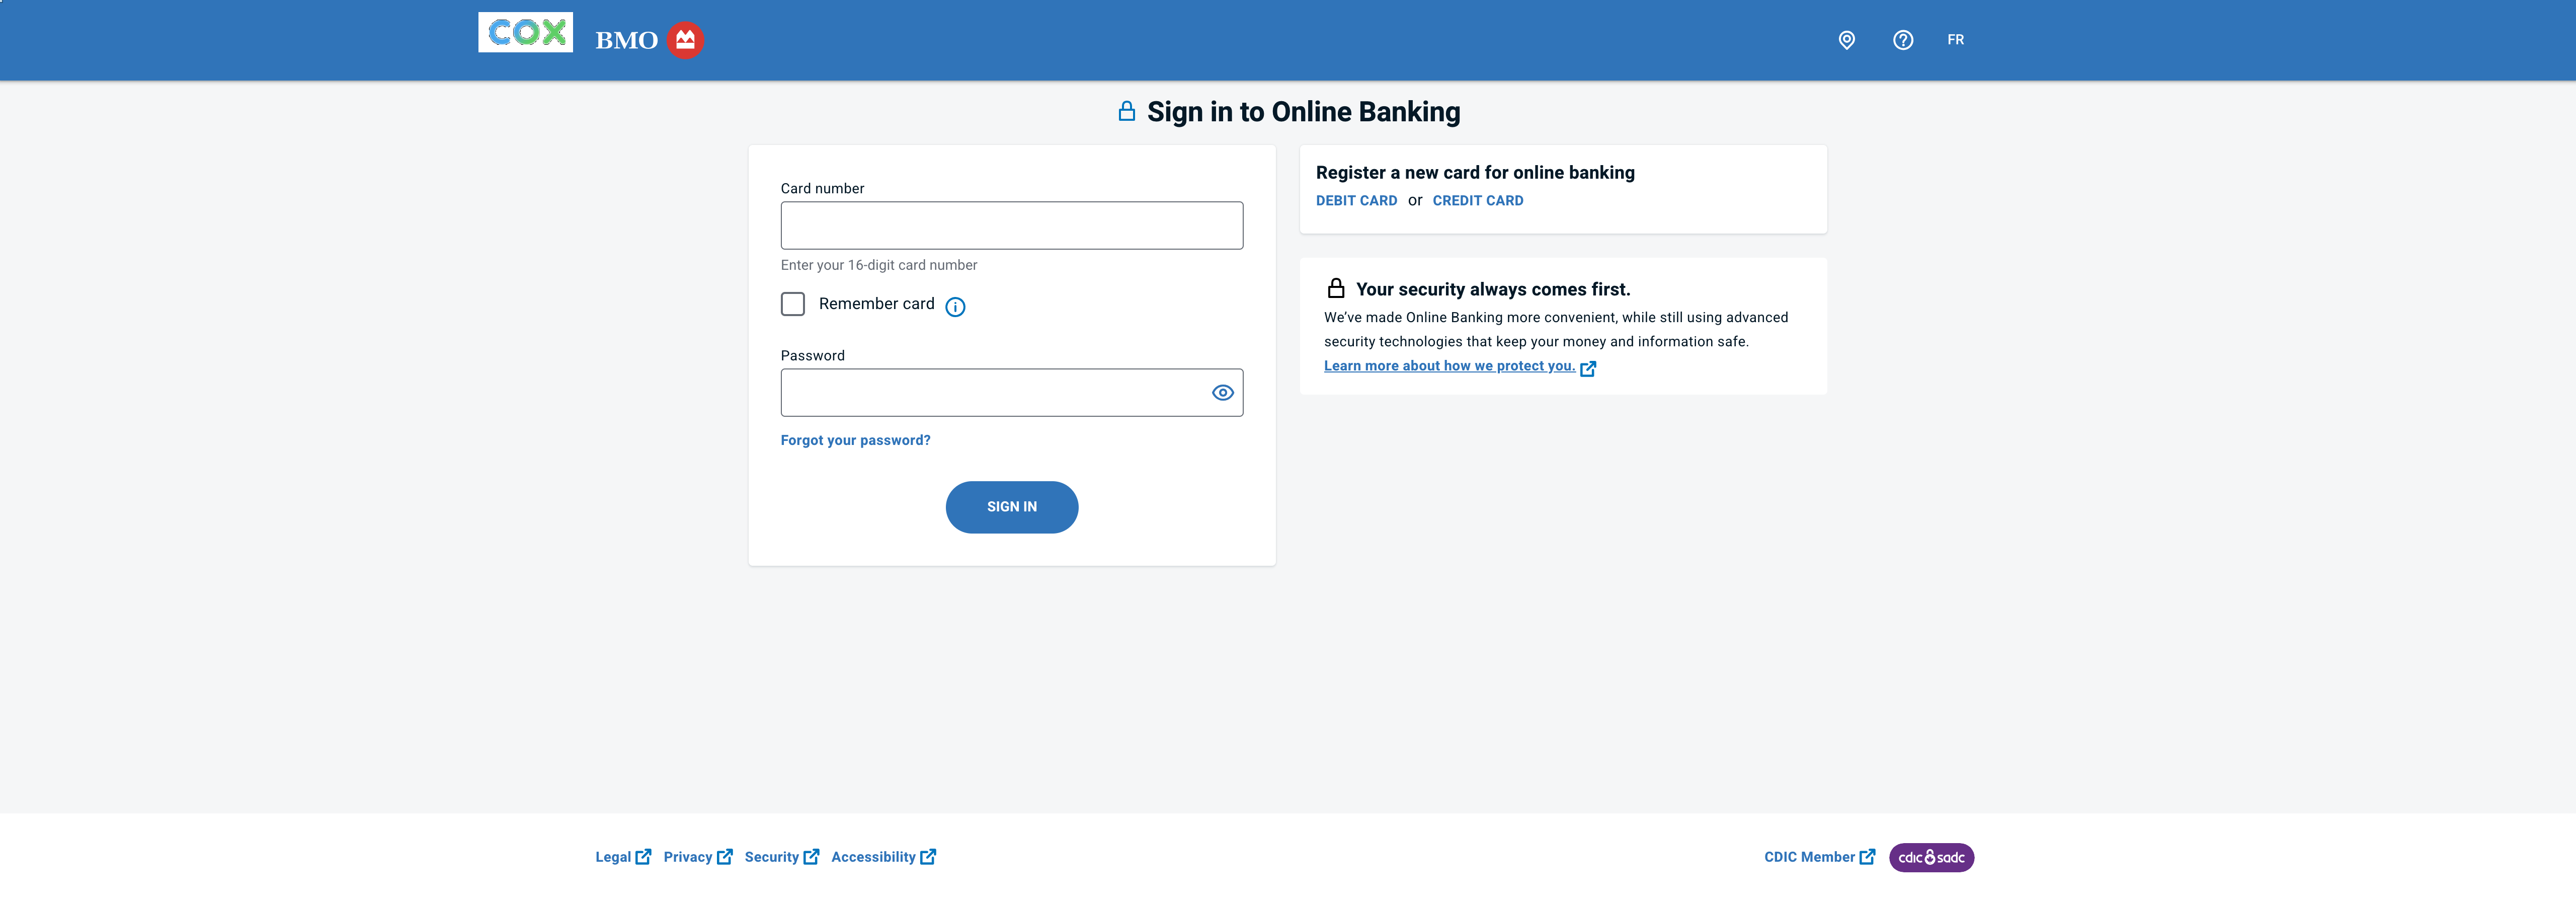 COX BMO FR
Sign in to Online Banking
Card number
Enter your 16-digit card number
Remember card
Password
Forgot your password?
SIGN IN
Register a new card for online banking
DEBIT CARD or CREDIT CARD
Your security always comes first.
We've made Online Banking more convenient, while still using advanced
security technologies that keep your money and information safe.
Learn more about how we protect you.
Legal Privacy Security Accessibility CDIC Member cdic sadc